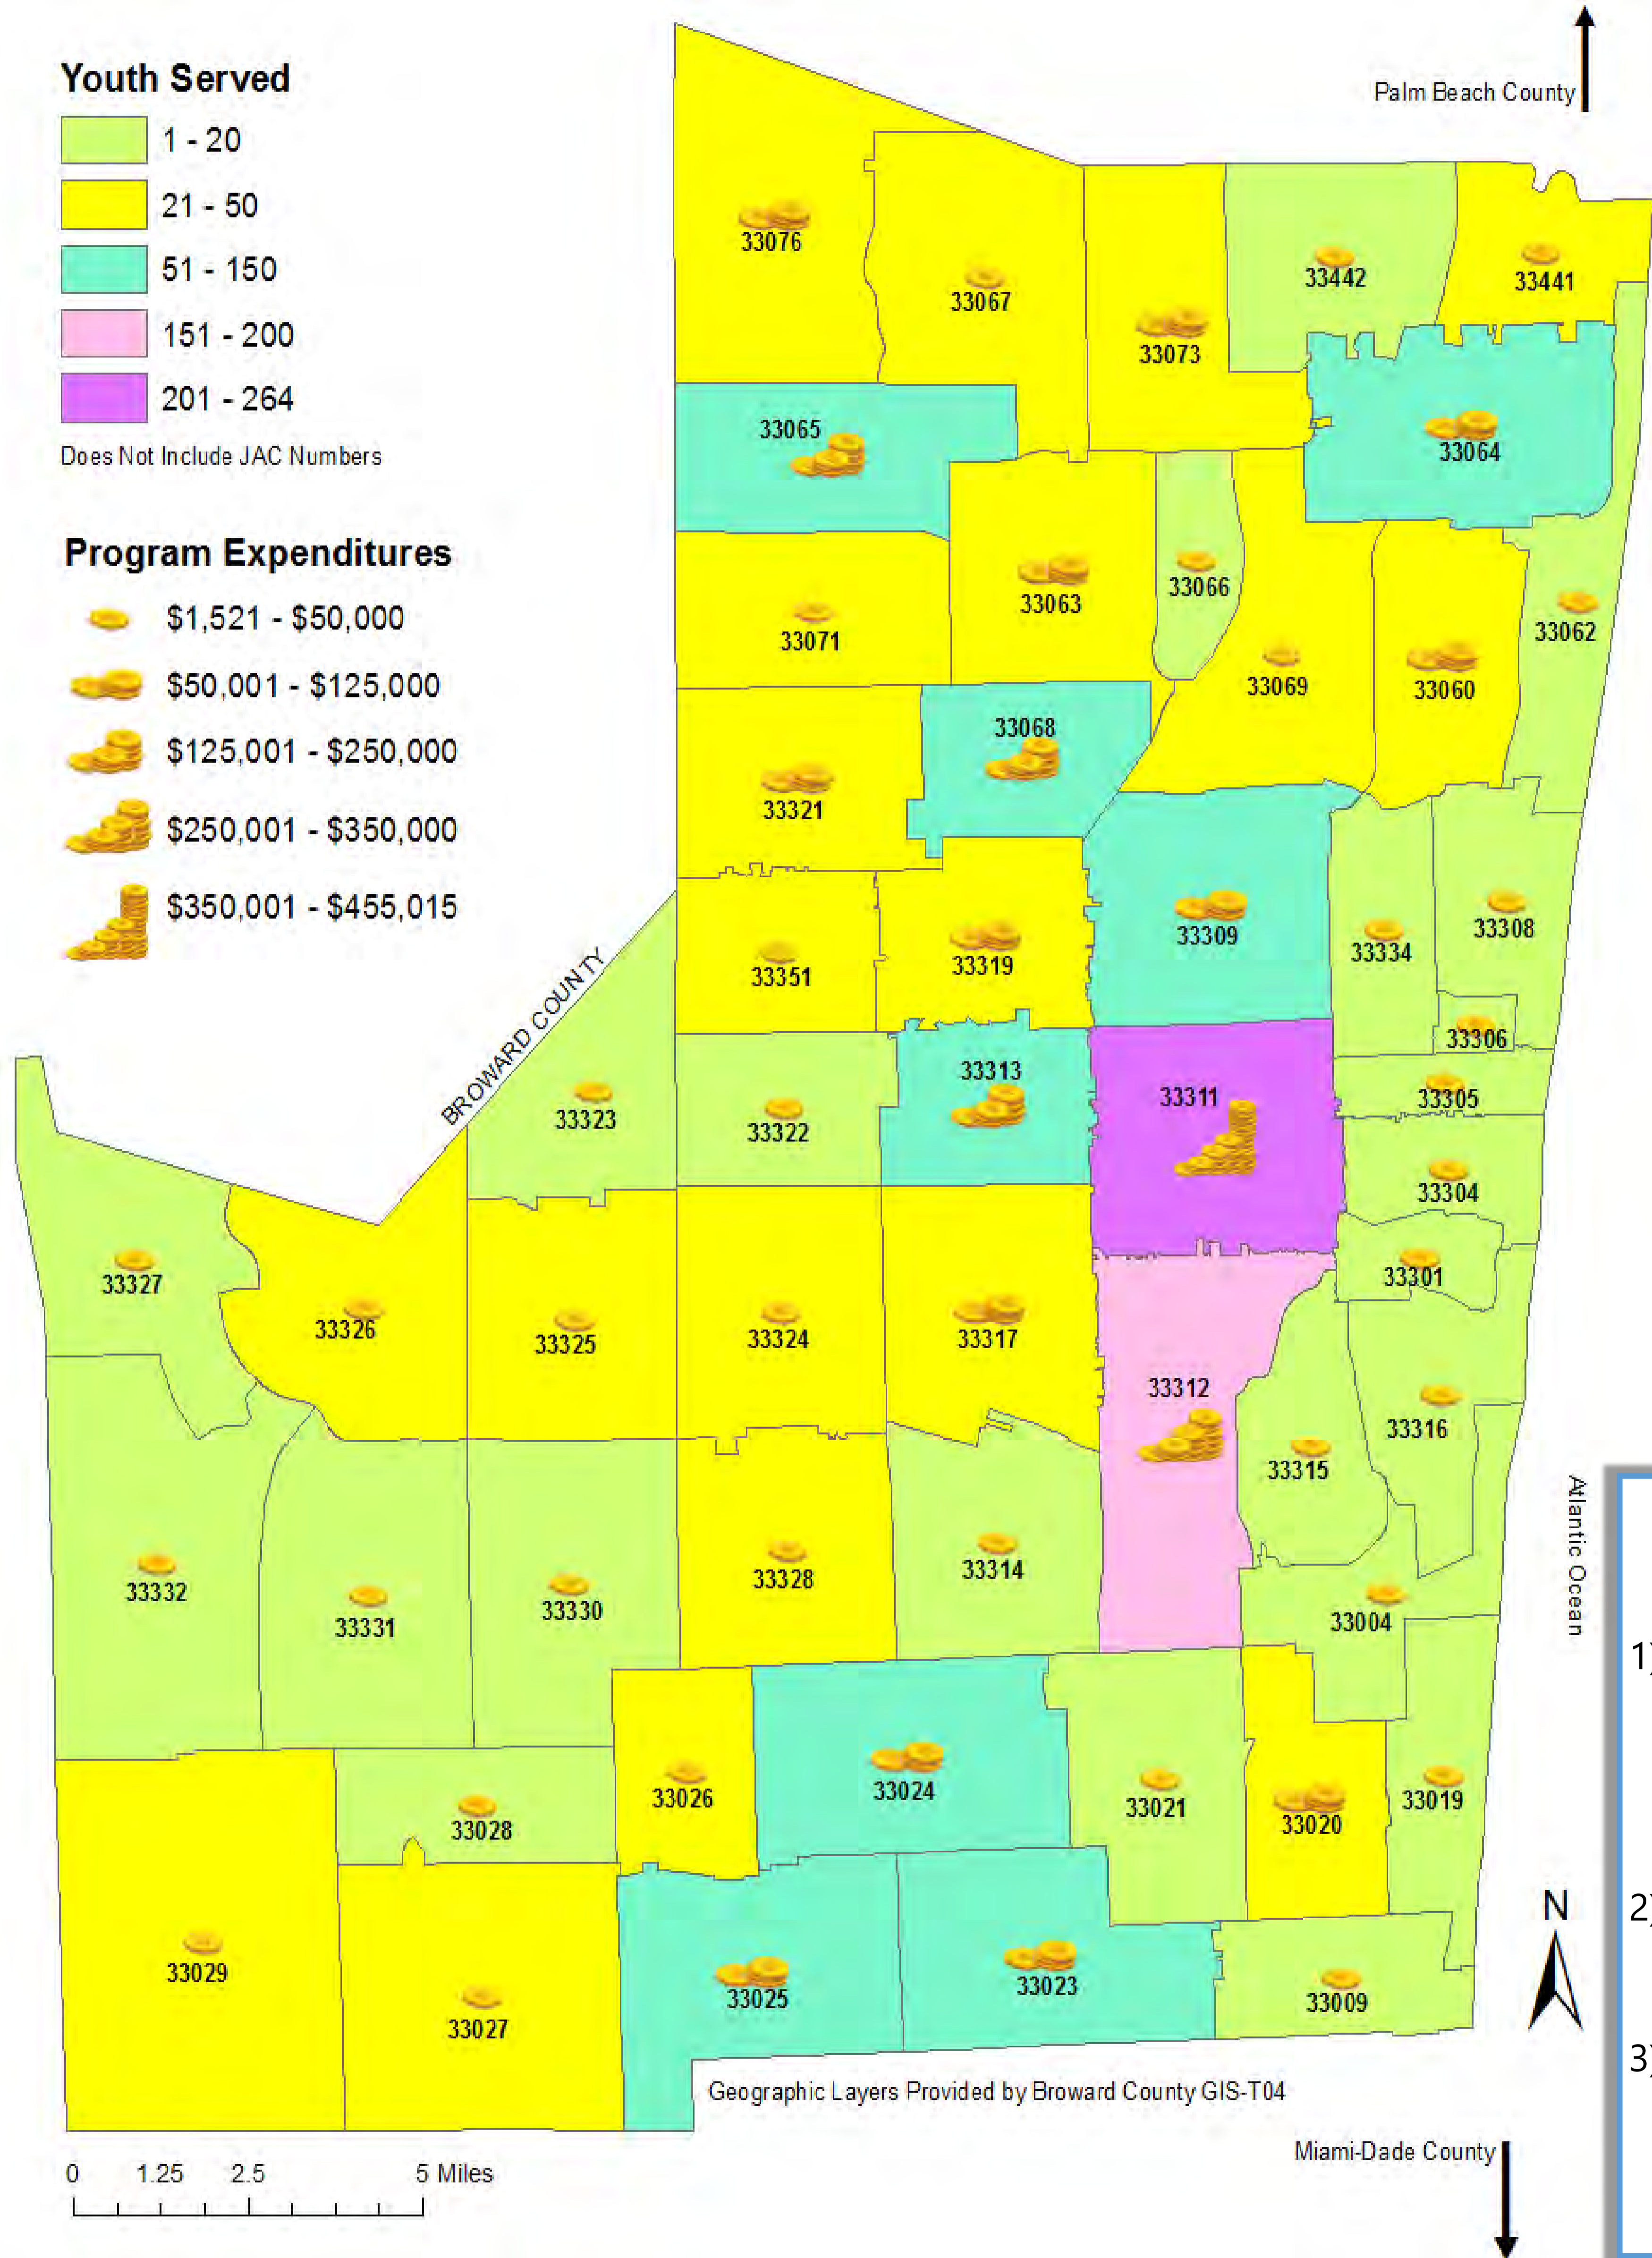 Youth Served
1 - 20
21 - 50
51 - 150
151 - 200
201 - 264
Does Not Include JAC Numbers
Program Expenditures
$1,521 - $50,000
$50,001 - $125,000
$125,001 - $250,000
$250,001 - $350,000
$350,001 - $455,015
Palm Beach County
33076
33067
33073
33442
33441
33065
33064
33071
33063
33066
33069
33060
33062
33068
33321
33351
33319
33309
33334
33308
33306
BROWARD COUNTY
33323
33322
33313
33311
33305
33304
33301
33327
33326
33325
33324
33317
33312
33316
33315
Atlantic Ocean
33332
33331
33330
33328
33314
33004
33026
33024
33021
33020
33019
33028
33029
33027
33025
33023
33009
N
1)
2)
3)
Geographic Layers Provided by Broward County GIS-T04
Miami-Dade County
0 1.25 2.5 5 Miles